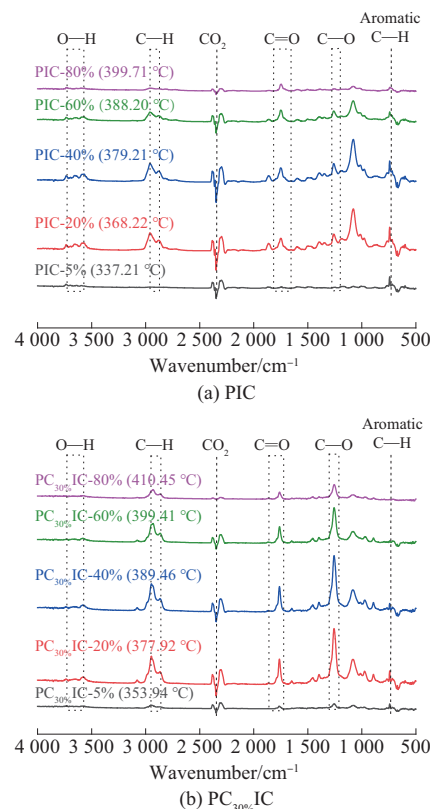 Aromatic
O—H C—H CO₂ C=O C—O C—H
PIC-80% (399.71 ℃)
PIC-60% (388.20 ℃)
PIC-40% (379.21 ℃)
PIC-20% (368.22 ℃)
PIC-5% (337.21 ℃)
4 000 3 500 3 000 2 500 2 000 1 500 1 000 500
Wavenumber/cm⁻¹
(a) PIC
Aromatic
O—H C—H CO₂ C=O C—O C—H
PC₃₀%IC-80% (410.45 ℃)
PC₃₀%IC-60% (399.41 ℃)
PC₃₀%IC-40% (389.46 ℃)
PC₃₀%IC-20% (377.92 ℃)
PC₃₀%IC-5% (353.94 ℃)
4 000 3 500 3 000 2 500 2 000 1 500 1 000 500
Wavenumber/cm⁻¹
(b) PC₃₀%IC